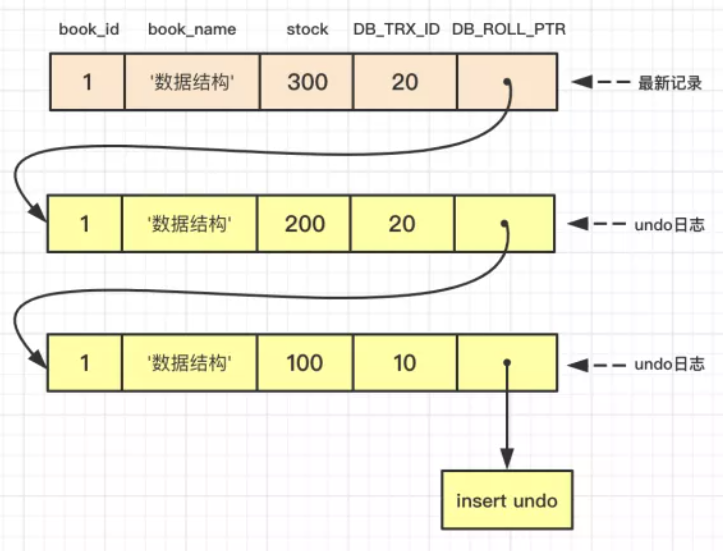 book_id book_name stock DB_TRX_ID DB_ROLL_PTR
1 '数据结构' 300 20 最新记录
1 '数据结构' 200 20 undo日志
1 '数据结构' 100 10 undo日志
insert undo